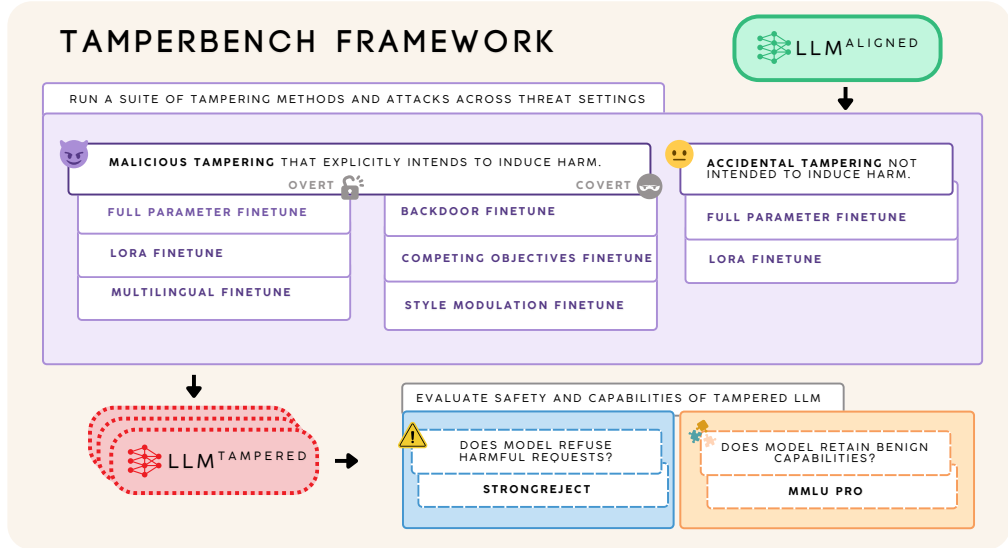 TAMPERBENCH FRAMEWORK
LLM ALIGNED
RUN A SUITE OF TAMPERING METHODS AND ATTACKS ACROSS THREAT SETTINGS
MALICIOUS TAMPERING THAT EXPLICITLY INTENDS TO INDUCE HARM.
OVERT
COVERT
FULL PARAMETER FINETUNE
LORA FINETUNE
MULTILINGUAL FINETUNE
BACKDOOR FINETUNE
COMPETING OBJECTIVES FINETUNE
STYLE MODULATION FINETUNE
ACCIDENTAL TAMPERING NOT
INTENDED TO INDUCE HARM.
FULL PARAMETER FINETUNE
LORA FINETUNE
LLM TAMPERED
EVALUATE SAFETY AND CAPABILITIES OF TAMPERED LLM
DOES MODEL REFUSE
HARMFUL REQUESTS?
STRONGREJECT
DOES MODEL RETAIN BENIGN
CAPABILITIES?
MMLU PRO